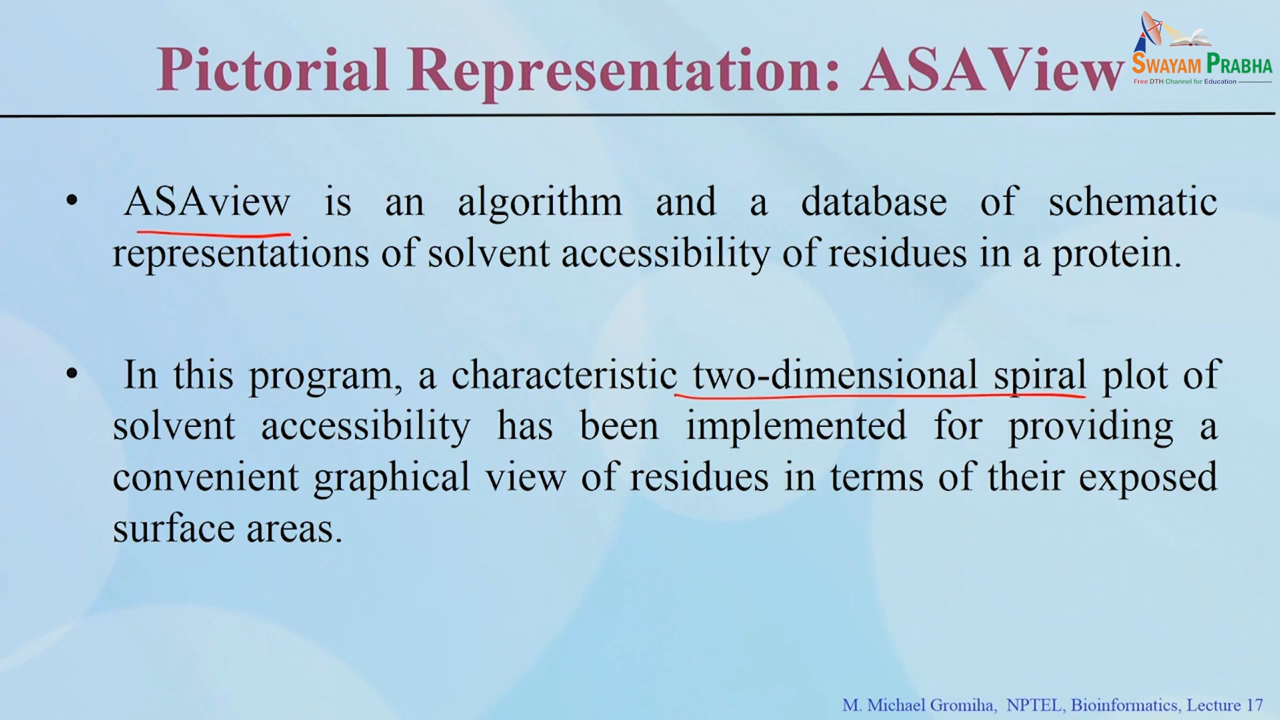 Pictorial Representation: ASAView
SWAYAM PRABHA
Free DTH Channel for Education
• ASAview is an algorithm and a database of schematic
representations of solvent accessibility of residues in a protein.
• In this program, a characteristic two-dimensional spiral plot of
solvent accessibility has been implemented for providing a
convenient graphical view of residues in terms of their exposed
surface areas.
M. Michael Gromiha, NPTEL, Bioinformatics, Lecture 17